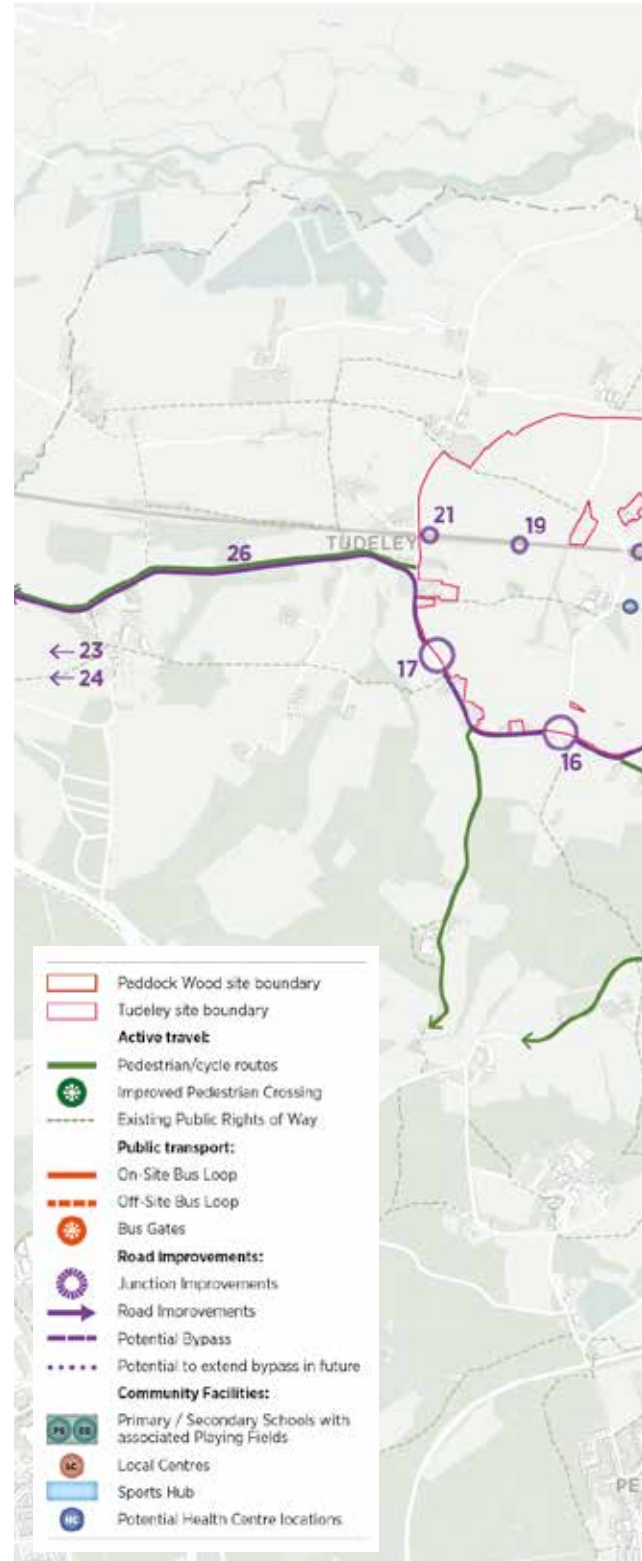 21
19
TUDELEY
26
← 23
← 24
17
16
Peddock Wood site boundary
Tudeley site boundary
Active travel:
Pedestrian/cycle routes
Improved Pedestrian Crossing
Existing Public Rights of Way
Public transport:
On-Site Bus Loop
Off-Site Bus Loop
Bus Gates
Road Improvements:
Junction Improvements
Road Improvements
Potential Bypass
Potential to extend bypass in future
Community Facilities:
PS
Primary / Secondary Schools with
associated Playing Fields
LC
Local Centres
Sports Hub
HC
Potential Health Centre locations
PE